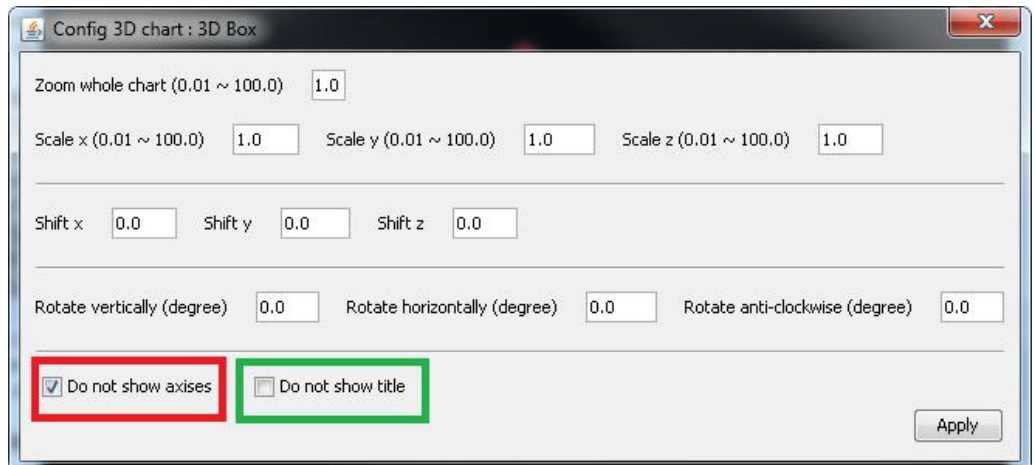 Config 3D chart : 3D Box
Zoom whole chart (0.01 ~ 100.0) 1.0
Scale x (0.01 ~ 100.0) 1.0 Scale y (0.01 ~ 100.0) 1.0 Scale z (0.01 ~ 100.0) 1.0
Shift x 0.0 Shift y 0.0 Shift z 0.0
Rotate vertically (degree) 0.0 Rotate horizontally (degree) 0.0 Rotate anti-clockwise (degree) 0.0
Do not show axises Do not show title
Apply